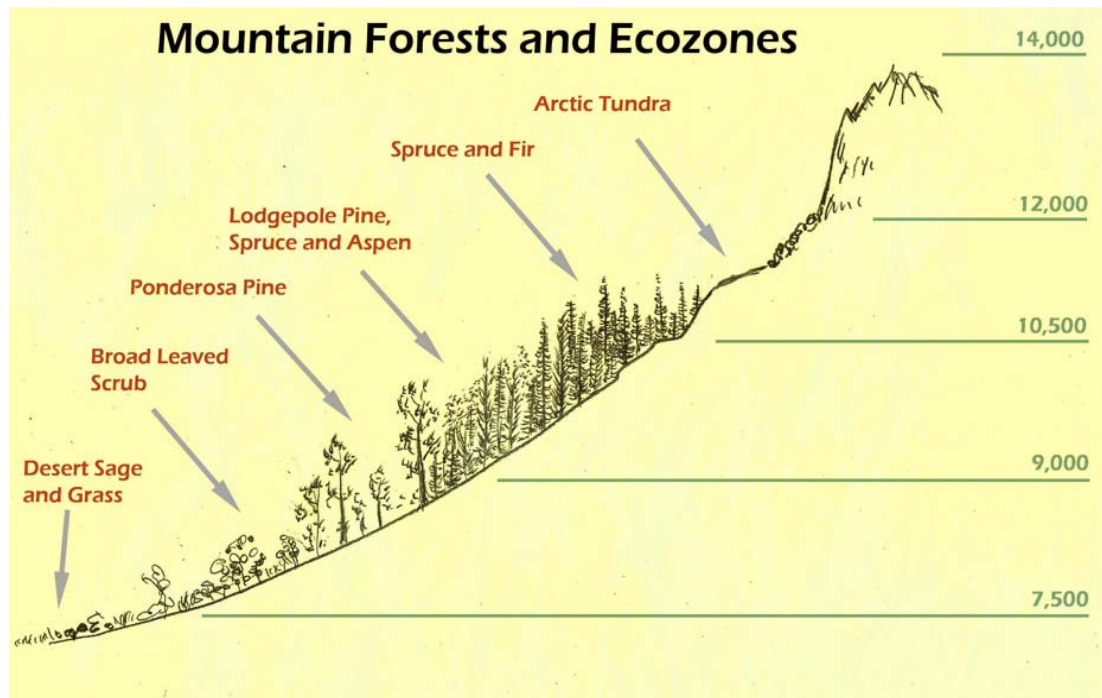 Mountain Forests and Ecozones
14,000
Arctic Tundra
Spruce and Fir
12,000
Lodgepole Pine,
Spruce and Aspen
Ponderosa Pine
10,500
Broad Leaved
Scrub
9,000
Desert Sage
and Grass
7,500